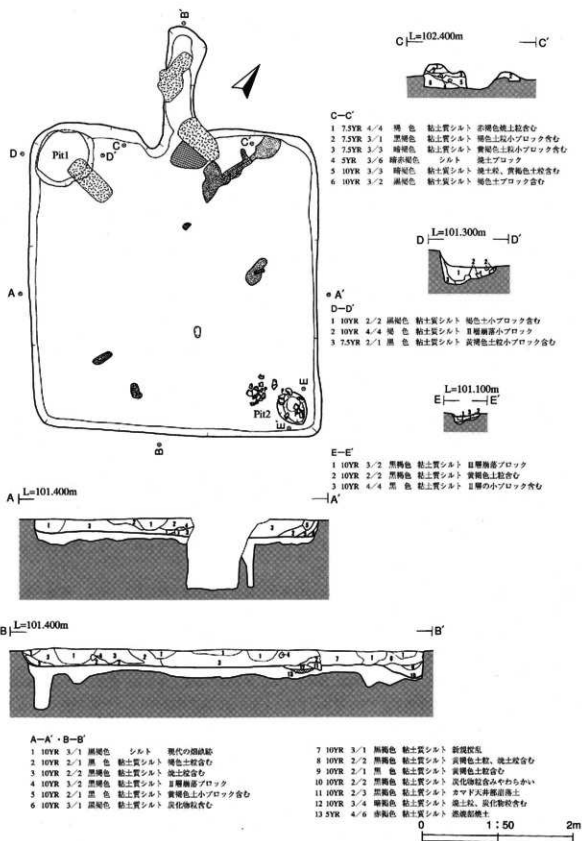 B'
C L=102.400m C'
C—C'
1 7.5YR 4/4 褐 色 粘土質シルト 赤褐色焼土粒含む
2 7.5YR 3/1 黒褐色 粘土質シルト 褐色土粒小ブロック含む
3 7.5YR 3/3 暗褐色 粘土質シルト 黄褐色土粒小ブロック含む
4 5YR 3/6 暗赤褐色 シルト 焼土ブロック
5 10YR 3/3 暗褐色 粘土質シルト 焼土粒、黄褐色土粒含む
6 10YR 3/2 黒褐色 粘土質シルト 褐色土ブロック含む
D Pit1 D' C C'
L=101.300m
D D'
D—D'
1 10YR 2/2 黒褐色 粘土質シルト 褐色土小ブロック含む
2 10YR 4/4 褐 色 粘土質シルト Ⅱ層崩落小ブロック
3 7.5YR 2/1 黒 色 粘土質シルト 黄褐色土粒小ブロック含む
A A'
L=101.100m
E E'
Pit2 E E'
B
E—E'
1 10YR 3/2 黒褐色 粘土質シルト Ⅲ層崩落ブロック
2 10YR 2/2 黒褐色 粘土質シルト 黄褐色土粒含む
3 10YR 4/4 黒 色 粘土質シルト Ⅱ層の小ブロック含む
A L=101.400m A'
B L=101.400m B'
A—A'・B—B'
1 10YR 3/1 黒褐色 シルト 現代の畑畝跡
2 10YR 2/1 黒 色 粘土質シルト 褐色土粒含む
3 10YR 2/2 黒褐色 粘土質シルト 焼土粒含む
4 10YR 3/2 黒褐色 粘土質シルト Ⅱ層崩落ブロック
5 10YR 2/1 黒 色 粘土質シルト 黄褐色土小ブロック含む
6 10YR 3/1 黒褐色 粘土質シルト 炭化物粒含む
7 10YR 3/1 黒褐色 粘土質シルト 新規撹乱
8 10YR 2/2 黒褐色 粘土質シルト 黄褐色土粒、焼土粒含む
9 10YR 2/1 黒 色 粘土質シルト 黄褐色土粒含む
10 10YR 2/2 黒褐色 粘土質シルト 炭化物粒含みやわらかい
11 10YR 2/3 黒褐色 粘土質シルト カマド天井部崩落土
12 10YR 3/4 暗褐色 粘土質シルト 焼土粒、炭化物粒含む
13 5YR 4/6 赤褐色 粘土質シルト 燃焼部焼土
0 1:50 2m